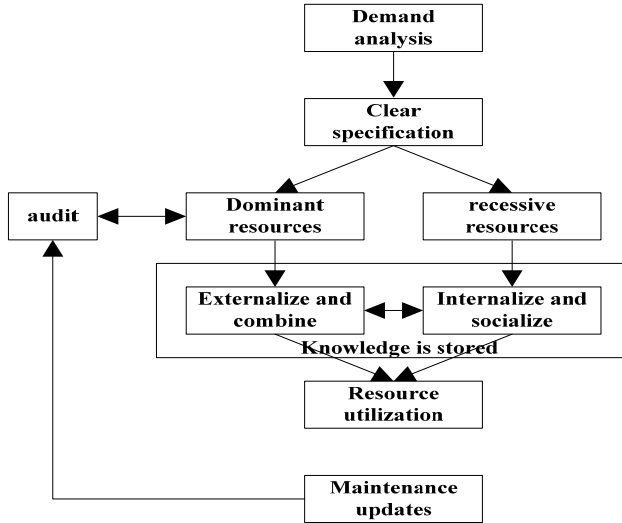 Demand
analysis
Clear
specification
audit
Dominant
resources
recessive
resources
Externalize and
combine
Internalize and
socialize
Knowledge is stored
Resource
utilization
Maintenance
updates